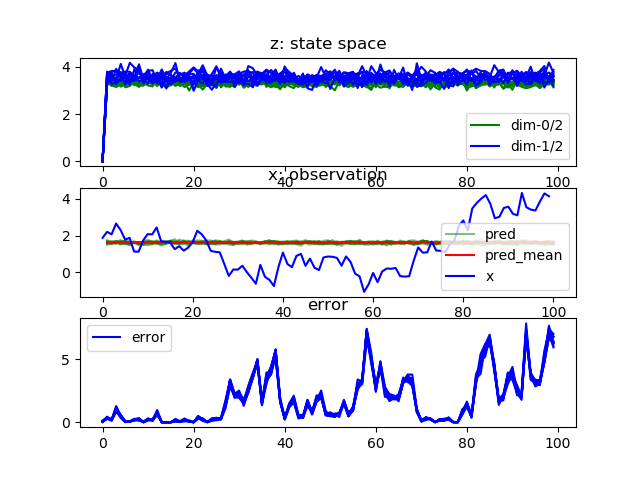 z: state space
4
2
0
dim-0/2
dim-1/2
0 20 40 60 80 100
x: observation
4
2
0
pred
pred_mean
x
0 20 40 60 80 100
error
5
0
error
0 20 40 60 80 100